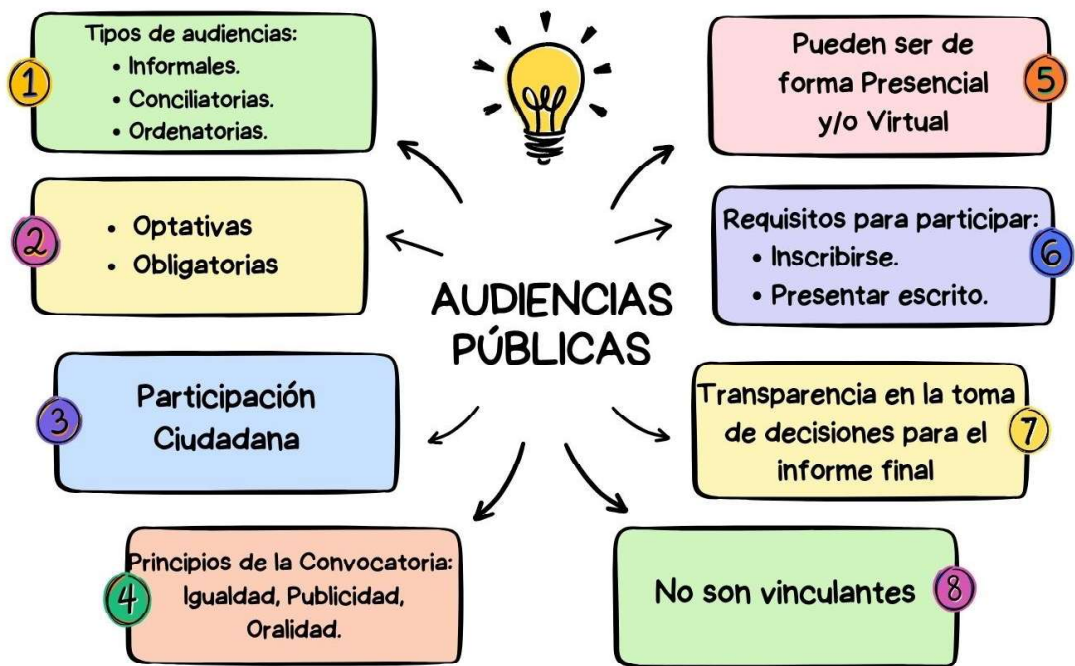 1
Tipos de audiencias:
• Informales.
• Conciliatorias.
• Ordenatorias.
2
• Optativas
• Obligatorias
3
Participación
Ciudadana
4
Principios de la Convocatoria:
Igualdad, Publicidad,
Oralidad.
AUDIENCIAS
PÚBLICAS
Pueden ser de
forma Presencial
y/o Virtual
5
Requisitos para participar:
• Inscribirse.
• Presentar escrito.
6
Transparencia en la toma
de decisiones para el
informe final
7
No son vinculantes
8